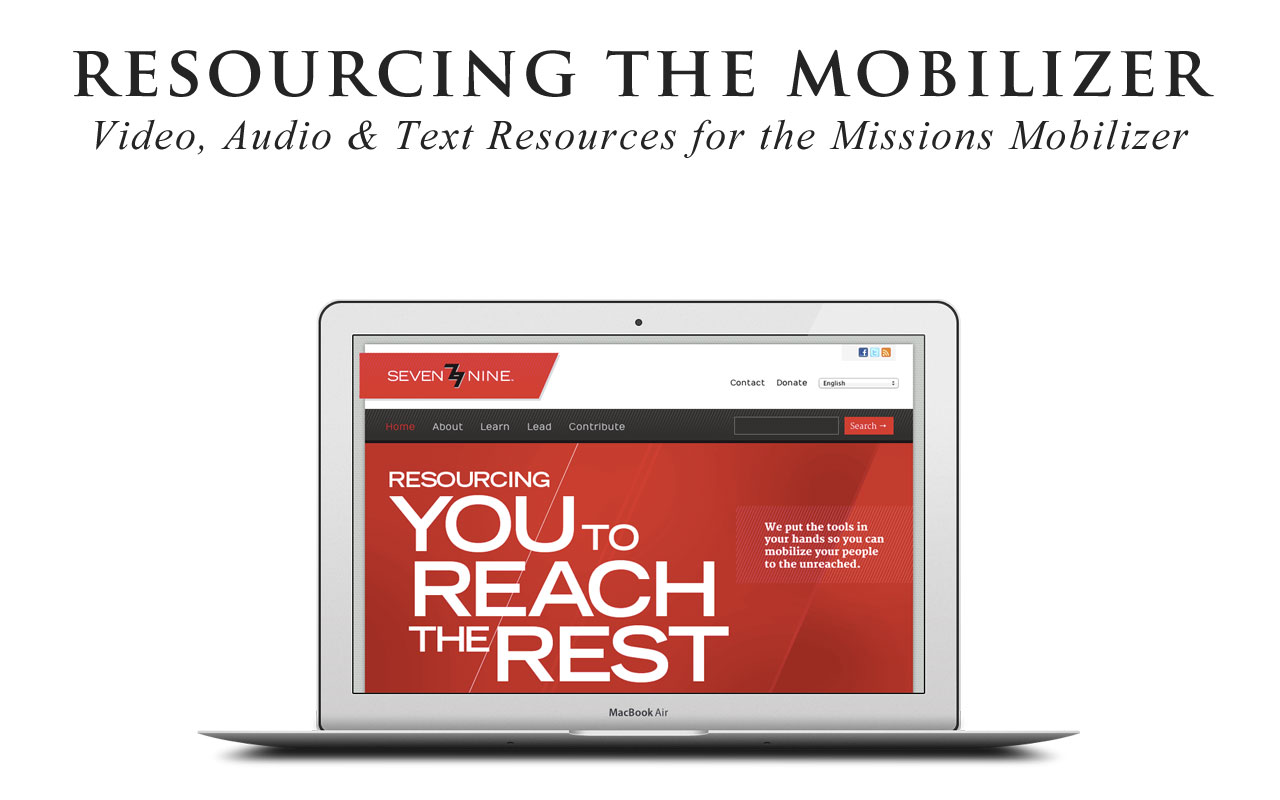 RESOURCING THE MOBILIZER
Video, Audio & Text Resources for the Missions Mobilizer
SEVEN NINE.
Contact Donate English
Home About Learn Lead Contribute Search →
RESOURCING
YOU TO
REACH
THE REST
We put the tools in
your hands so you can
mobilize your people
to the unreached.
MacBook Air